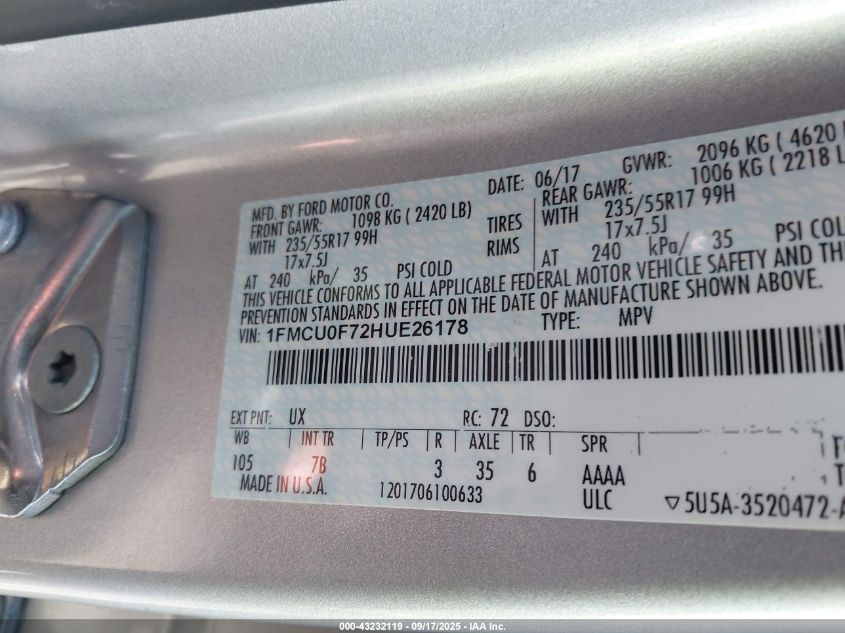 MFD. BY FORD MOTOR CO. DATE: 06/17 GVWR: 2096 KG ( 4620
FRONT GAWR: 1098 KG ( 2420 LB) REAR GAWR: 1006 KG ( 2218 L
WITH 235/55R17 99H TIRES WITH 235/55R17 99H
17x7.5J RIMS 17x7.5J
AT 240 kPa/ 35 PSI COLD AT 240 kPa/ 35 PSI COL
THIS VEHICLE CONFORMS TO ALL APPLICABLE FEDERAL MOTOR VEHICLE SAFETY AND
PREVENTION STANDARDS IN EFFECT ON THE DATE OF MANUFACTURE SHOWN ABOVE.
VIN: 1FMCU0F72HUE26178 TYPE: MPV
EXT PNT: UX RC: 72 DSO:
WB INT TR TP/PS R AXLE TR SPR
105 7B 3 35 6 AAAA
MADE IN U.S.A. 1201706100633 ULC ▽5U5A-3520472-A
000-43232119 - 09/17/2025 - IAA Inc.